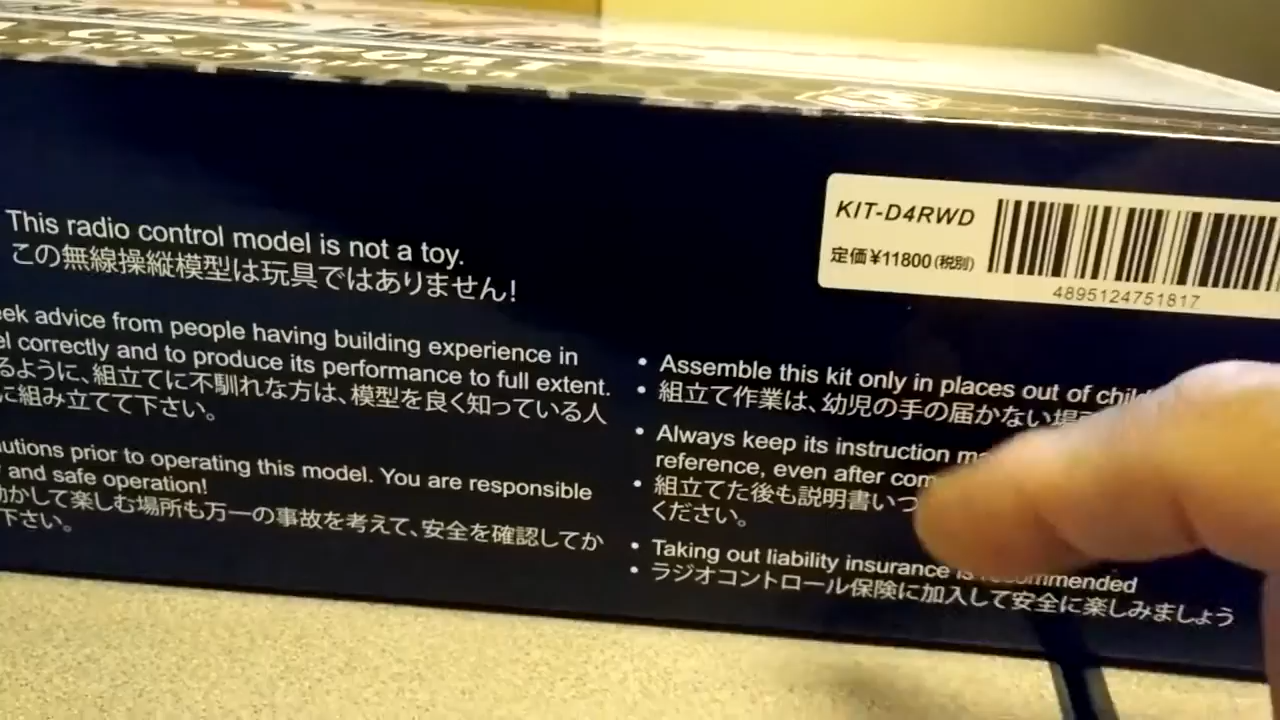 CS SPORT
This radio control model is not a toy.
この無線操縦模型は玩具ではありません!
eek advice from people having building experience in
el correctly and to produce its performance to full extent.
るように、組立てに不馴れな方は、模型を良く知っている人
に組み立てて下さい。
autions prior to operating this model. You are responsible
and safe operation!
動かして楽しむ場所も万一の事故を考えて、安全を確認してか
下さい。
KIT-D4RWD
定価¥11800(税別)
4895124751817
• Assemble this kit only in places out of chil
• 組立て作業は、幼児の手の届かない場
• Always keep its instruction ma
reference, even after com
• 組立てた後も説明書いつ
ください。
• Taking out liability insurance is recommended
• ラジオコントロール保険に加入して安全に楽しみましょう